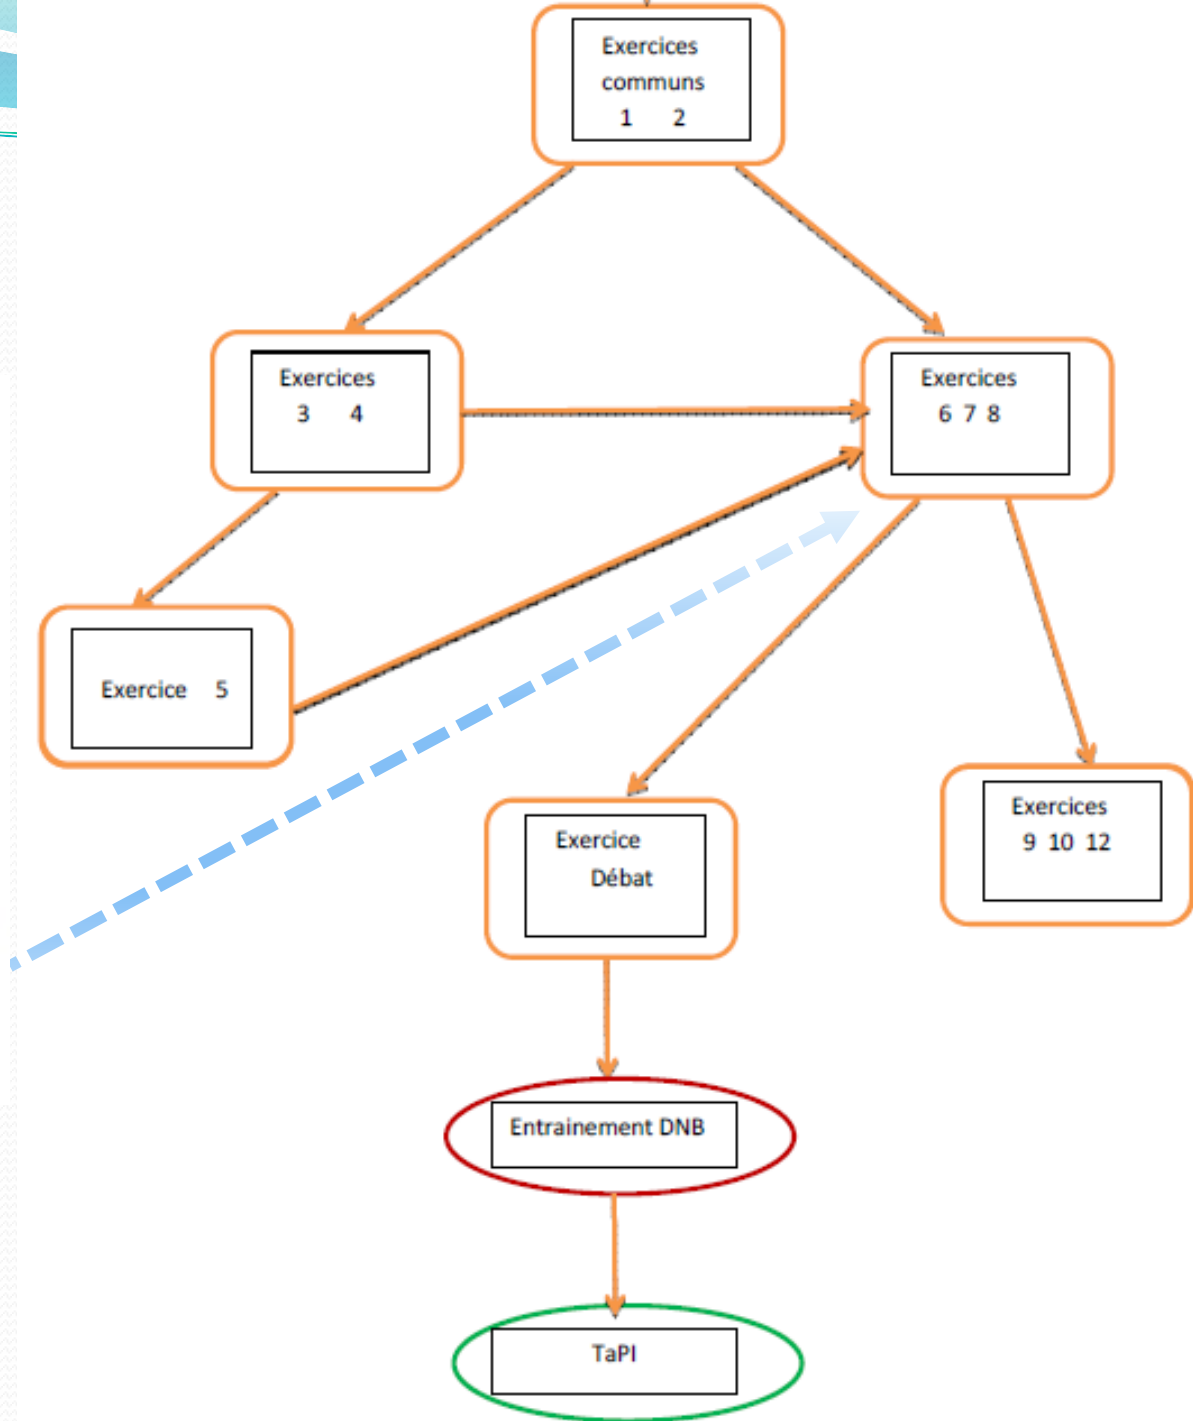 Exercices
communs
1 2
Exercices
3 4
Exercices
6 7 8
Exercice 5
Exercice
Débat
Exercices
9 10 12
Entrainement DNB
TaPI